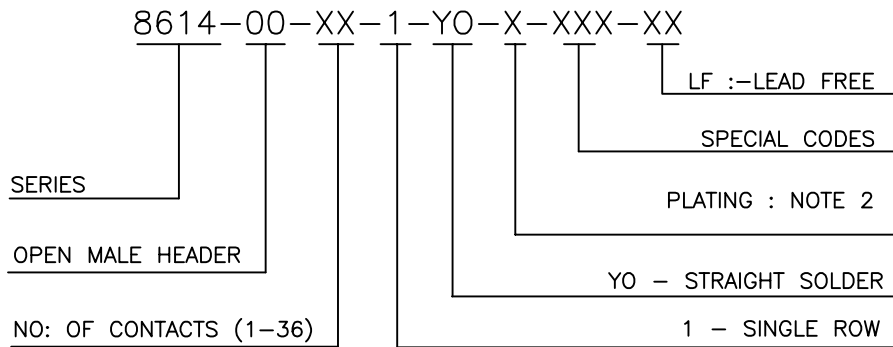 8614-00-XX-1-YO-X-XXX-XX
LF :-LEAD FREE
SPECIAL CODES
SERIES
PLATING : NOTE 2
OPEN MALE HEADER
YO - STRAIGHT SOLDER
NO: OF CONTACTS (1-36)
1 - SINGLE ROW